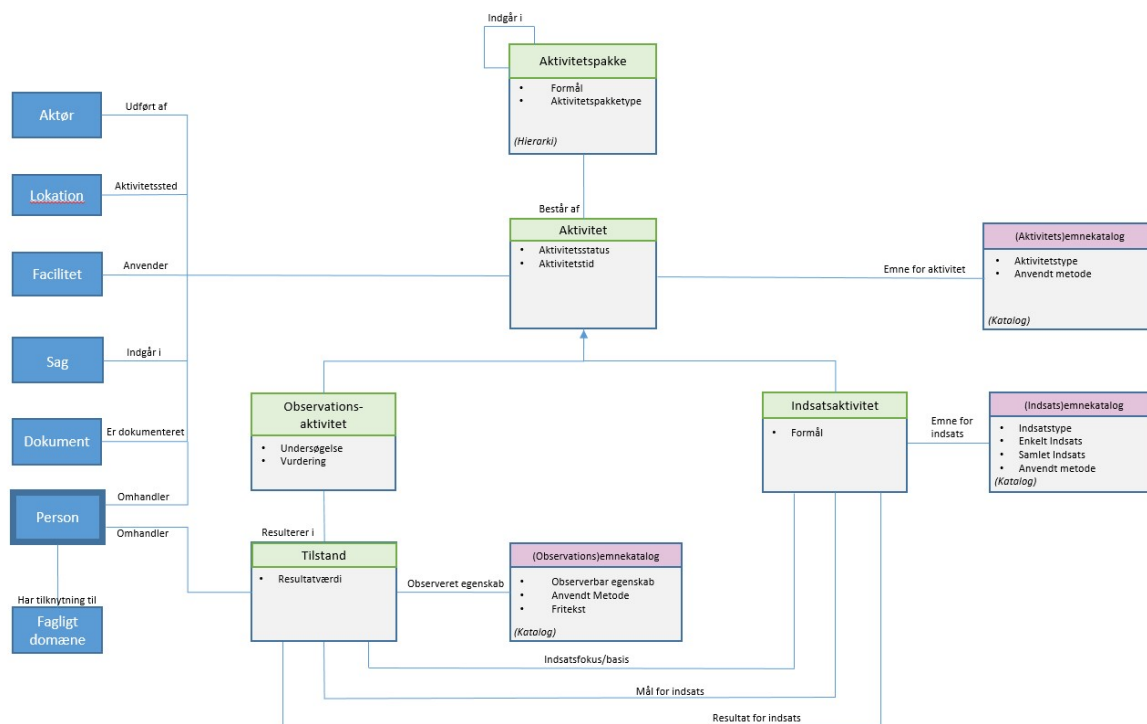 Indgår i
Aktivitetspakke
• Formål
• Aktivitetspakketype
(Hierarki)
Aktør
Udført af
Lokation
Aktivitetssted
Består af
Aktivitet
• Aktivitetsstatus
• Aktivitetstid
(Aktivitets)emnekatalog
• Aktivitetstype
• Anvendt metode
(Katalog)
Emne for aktivitet
Facilitet
Anvender
Sag
Indgår i
Dokument
Er dokumenteret
Observations-
aktivitet
• Undersøgelse
• Vurdering
Indsatsaktivitet
• Formål
Emne for
indsats
(Indsats)emnekatalog
• Indsatstype
• Enkelt Indsats
• Samlet Indsats
• Anvendt metode
(Katalog)
Person
Omhandler
Omhandler
Resulterer i
Tilstand
• Resultatværdi
Observeret egenskab
(Observations)emnekatalog
• Observerbar egenskab
• Anvendt Metode
• Fritekst
(Katalog)
Har tilknytning til
Fagligt
domæne
Indsatsfokus/basis
Mål for indsats
Resultat for indsats